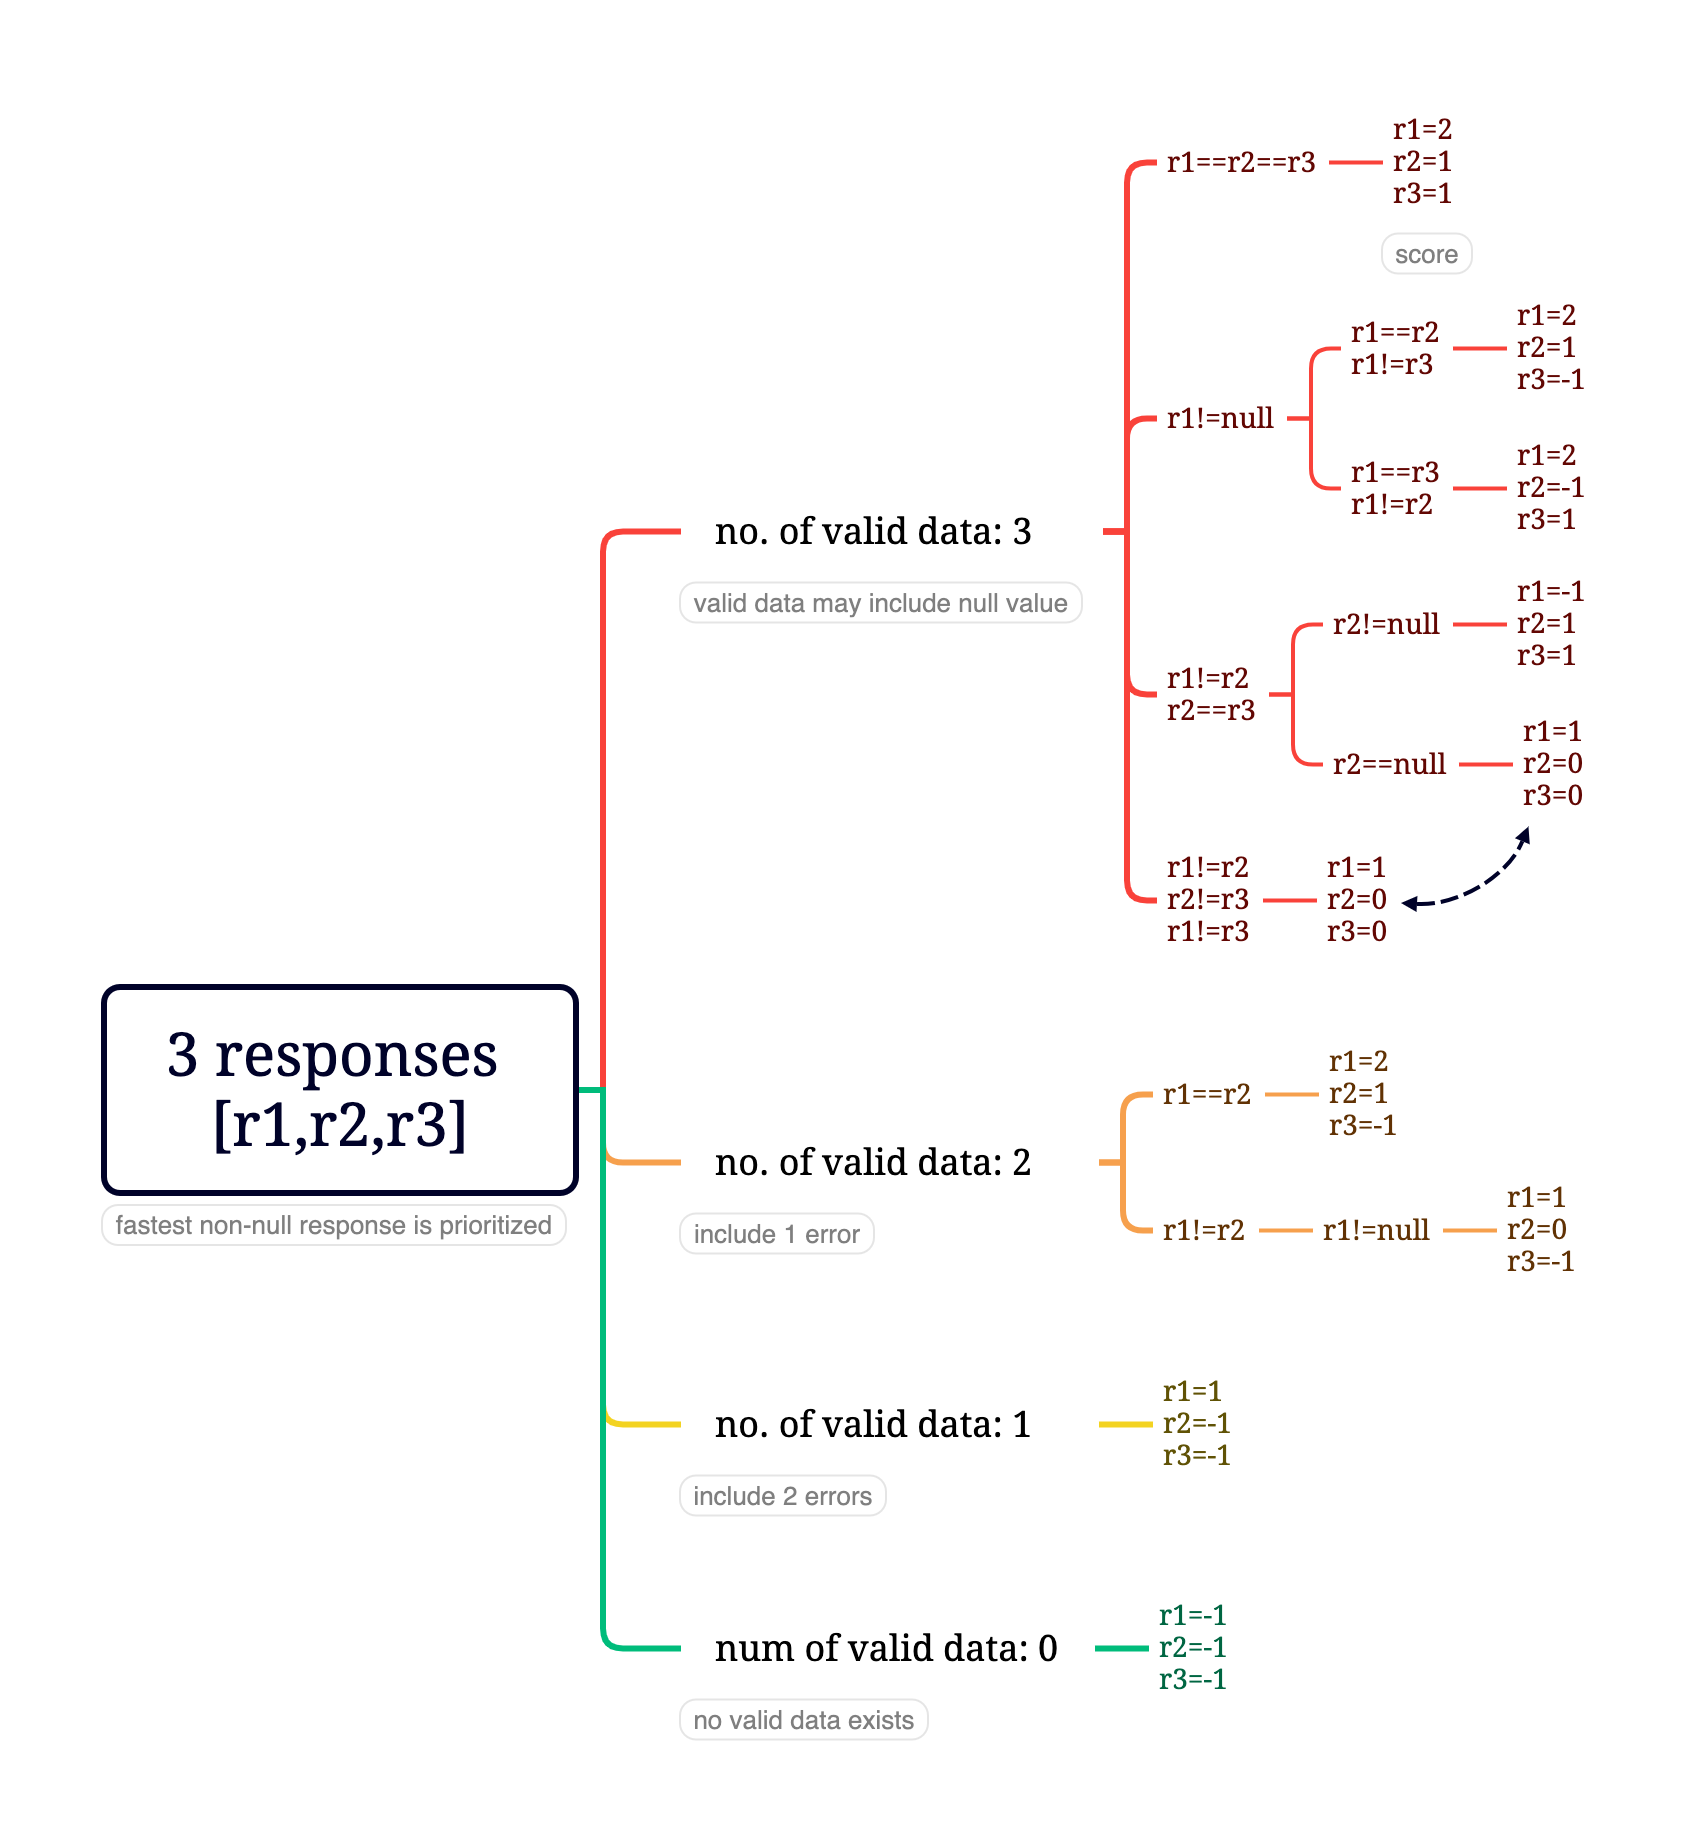 3 responses
[r1,r2,r3]
fastest non-null response is prioritized
no. of valid data: 3
valid data may include null value
r1==r2==r3
r1=2
r2=1
r3=1
score
r1!=null
r1==r2
r1!=r3
r1=2
r2=1
r3=-1
r1==r3
r1!=r2
r1=2
r2=-1
r3=1
r1!=r2
r2==r3
r2!=null
r1=-1
r2=1
r3=1
r2==null
r1=1
r2=0
r3=0
r1!=r2
r2!=r3
r1!=r3
r1=1
r2=0
r3=0
no. of valid data: 2
include 1 error
r1==r2
r1=2
r2=1
r3=-1
r1!=r2
r1!=null
r1=1
r2=0
r3=-1
no. of valid data: 1
include 2 errors
r1=1
r2=-1
r3=-1
num of valid data: 0
no valid data exists
r1=-1
r2=-1
r3=-1